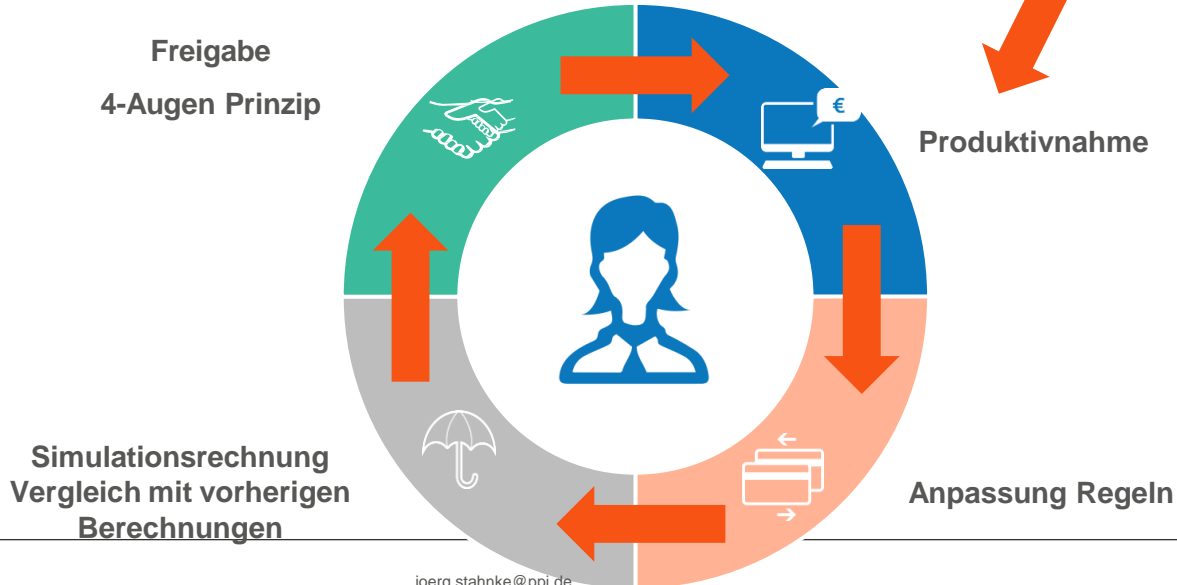 Freigabe
4-Augen Prinzip
€
Produktivnahme
Simulationsrechnung
Vergleich mit vorherigen
Berechnungen
Anpassung Regeln
joerg.stahnke@ppi.de